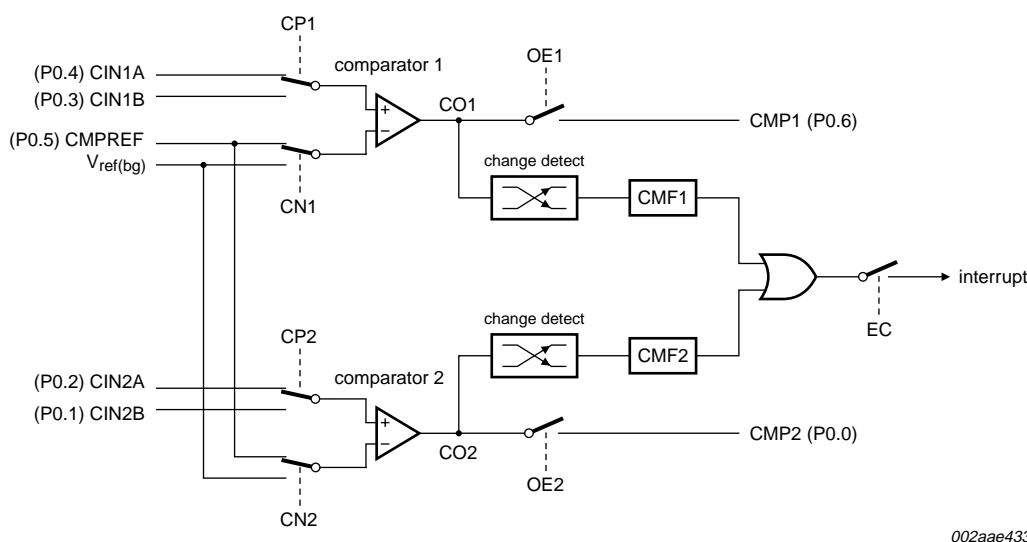 CP1
OE1
comparator 1
(P0.4) CIN1A
(P0.3) CIN1B
CO1
+
−
CMP1 (P0.6)
(P0.5) CMPREF
Vref(bg)
change detect
CN1
CMF1
interrupt
change detect
EC
CP2
CMF2
comparator 2
(P0.2) CIN2A
(P0.1) CIN2B
+
−
CMP2 (P0.0)
CO2
OE2
CN2
002aae433